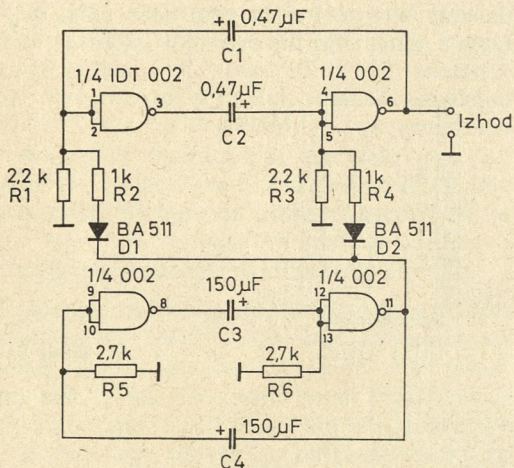 + 0,47µF
C1
1/4 IDT 002
0,47µF
+
C2
1/4 002
1
2
3
4
5
6
Izhod
2,2 k
R1
1k
R2
2,2 k
R3
1k
R4
BA 511
D1
BA 511
D2
1/4 002
9
10
8
150µF
+
C3
1/4 002
12
13
11
2,7 k
R5
2,7k
R6
+ 150µF
C4